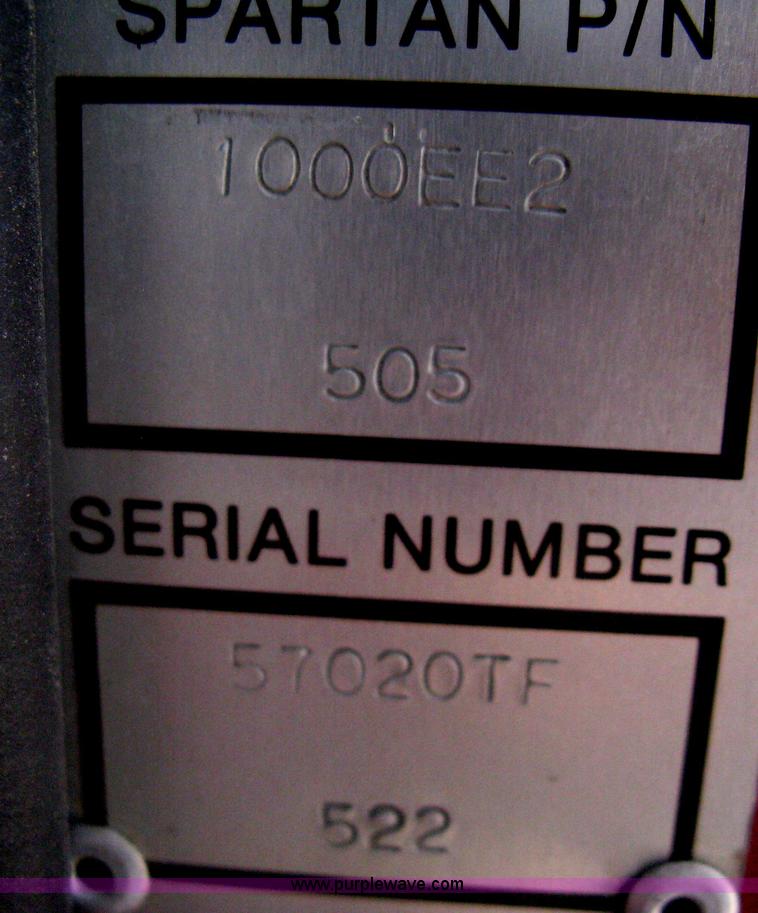 SPARTAN P/N
1000EE2
505
SERIAL NUMBER
57020TF
522
www.purplewave.com